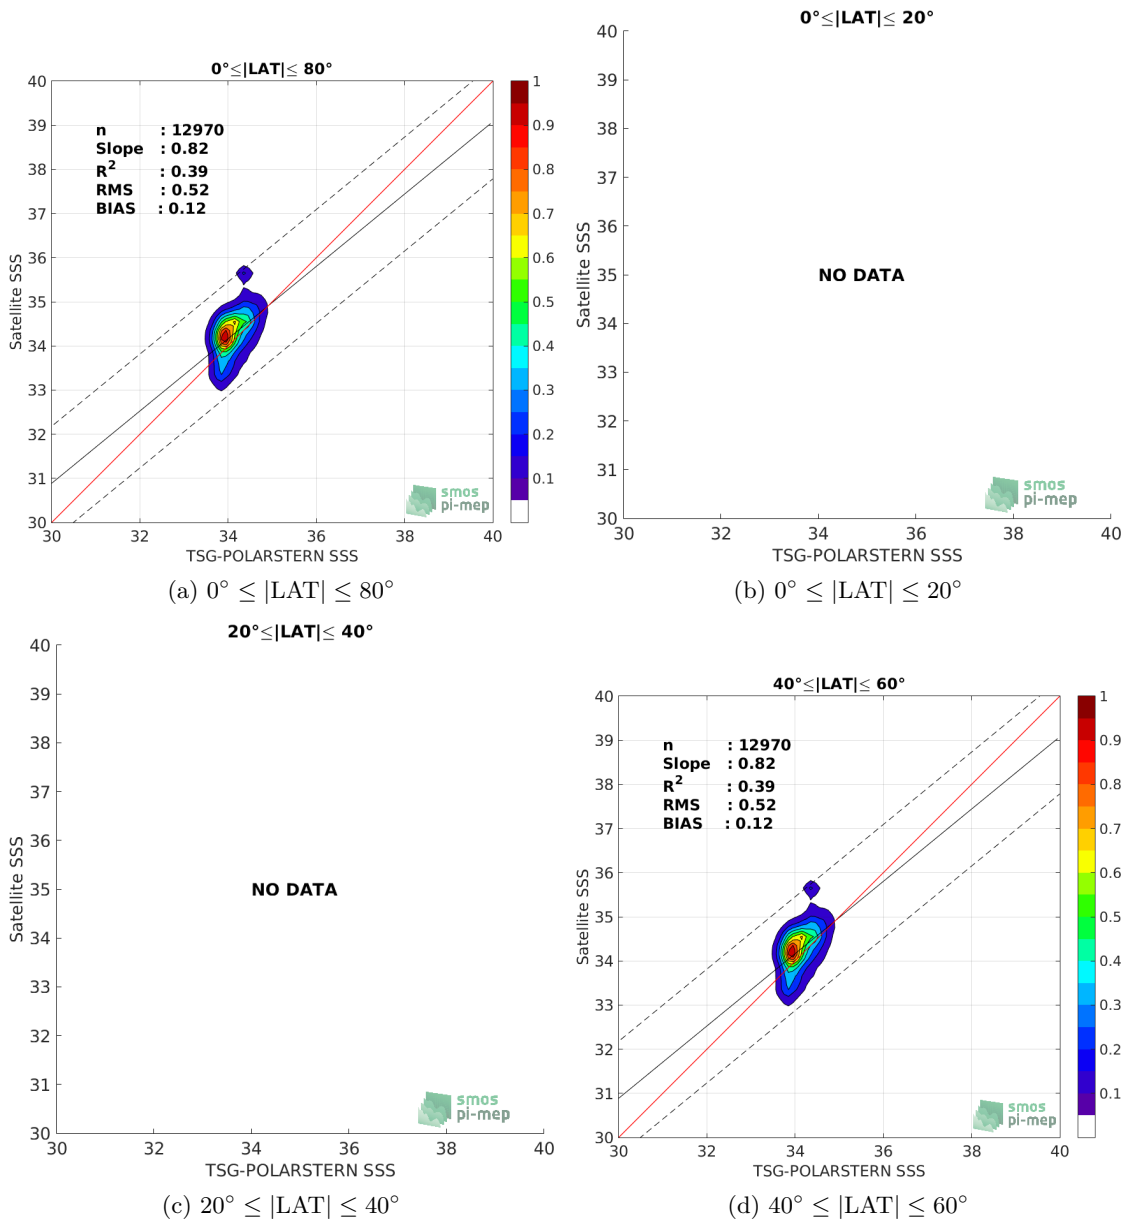 0°≤|LAT|≤ 80°
40
39
38
37
36
35
34
33
32
31
30
Satellite SSS
n : 12970
Slope : 0.82
R2 : 0.39
RMS : 0.52
BIAS : 0.12
1
0.9
0.8
0.7
0.6
0.5
0.4
0.3
0.2
0.1
smos
pi-mep
30 32 34 36 38 40
TSG-POLARSTERN SSS
(a) 0° ≤ |LAT| ≤ 80°
0°≤|LAT|≤ 20°
40
39
38
37
36
35
34
33
32
31
30
Satellite SSS
NO DATA
smos
pi-mep
30 32 34 36 38 40
TSG-POLARSTERN SSS
(b) 0° ≤ |LAT| ≤ 20°
20°≤|LAT|≤ 40°
40
39
38
37
36
35
34
33
32
31
30
Satellite SSS
NO DATA
smos
pi-mep
30 32 34 36 38 40
TSG-POLARSTERN SSS
(c) 20° ≤ |LAT| ≤ 40°
40°≤|LAT|≤ 60°
40
39
38
37
36
35
34
33
32
31
30
Satellite SSS
n : 12970
Slope : 0.82
R2 : 0.39
RMS : 0.52
BIAS : 0.12
1
0.9
0.8
0.7
0.6
0.5
0.4
0.3
0.2
0.1
smos
pi-mep
30 32 34 36 38 40
TSG-POLARSTERN SSS
(d) 40° ≤ |LAT| ≤ 60°